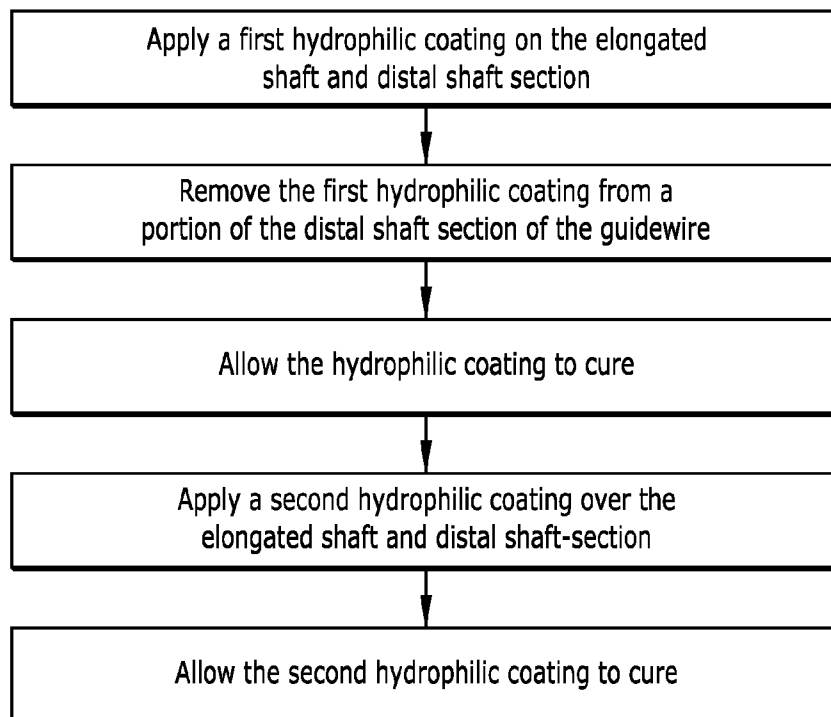 Apply a first hydrophilic coating on the elongated
shaft and distal shaft section
Remove the first hydrophilic coating from a
portion of the distal shaft section of the guidewire
Allow the hydrophilic coating to cure
Apply a second hydrophilic coating over the
elongated shaft and distal shaft-section
Allow the second hydrophilic coating to cure